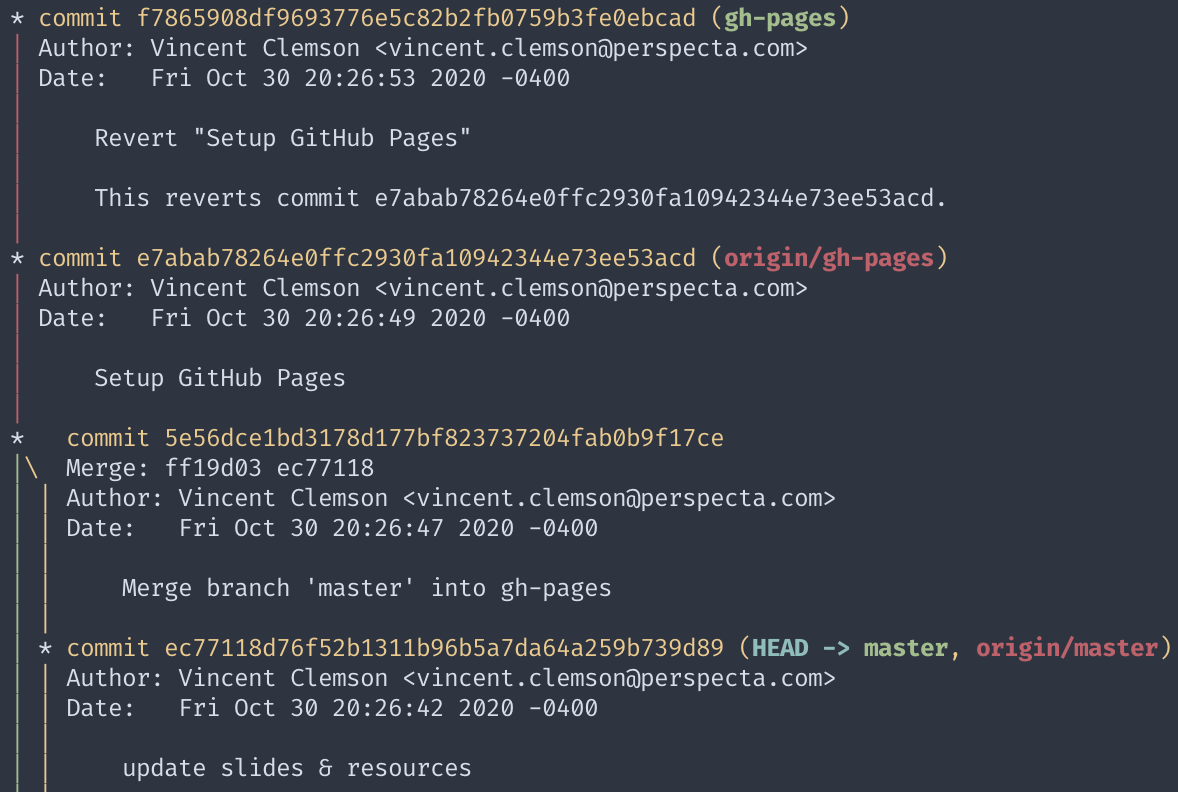 * commit f7865908df9693776e5c82b2fb0759b3fe0ebcad (gh-pages)
| Author: Vincent Clemson <vincent.clemson@perspecta.com>
| Date:   Fri Oct 30 20:26:53 2020 -0400
|
|     Revert "Setup GitHub Pages"
|
|     This reverts commit e7abab78264e0ffc2930fa10942344e73ee53acd.
|
* commit e7abab78264e0ffc2930fa10942344e73ee53acd (origin/gh-pages)
| Author: Vincent Clemson <vincent.clemson@perspecta.com>
| Date:   Fri Oct 30 20:26:49 2020 -0400
|
|     Setup GitHub Pages
|
*   commit 5e56dce1bd3178d177bf823737204fab0b9f17ce
|\  Merge: ff19d03 ec77118
| | Author: Vincent Clemson <vincent.clemson@perspecta.com>
| | Date:   Fri Oct 30 20:26:47 2020 -0400
| |
| |     Merge branch 'master' into gh-pages
| |
| * commit ec77118d76f52b1311b96b5a7da64a259b739d89 (HEAD -> master, origin/master)
| | Author: Vincent Clemson <vincent.clemson@perspecta.com>
| | Date:   Fri Oct 30 20:26:42 2020 -0400
| |
| |     update slides & resources